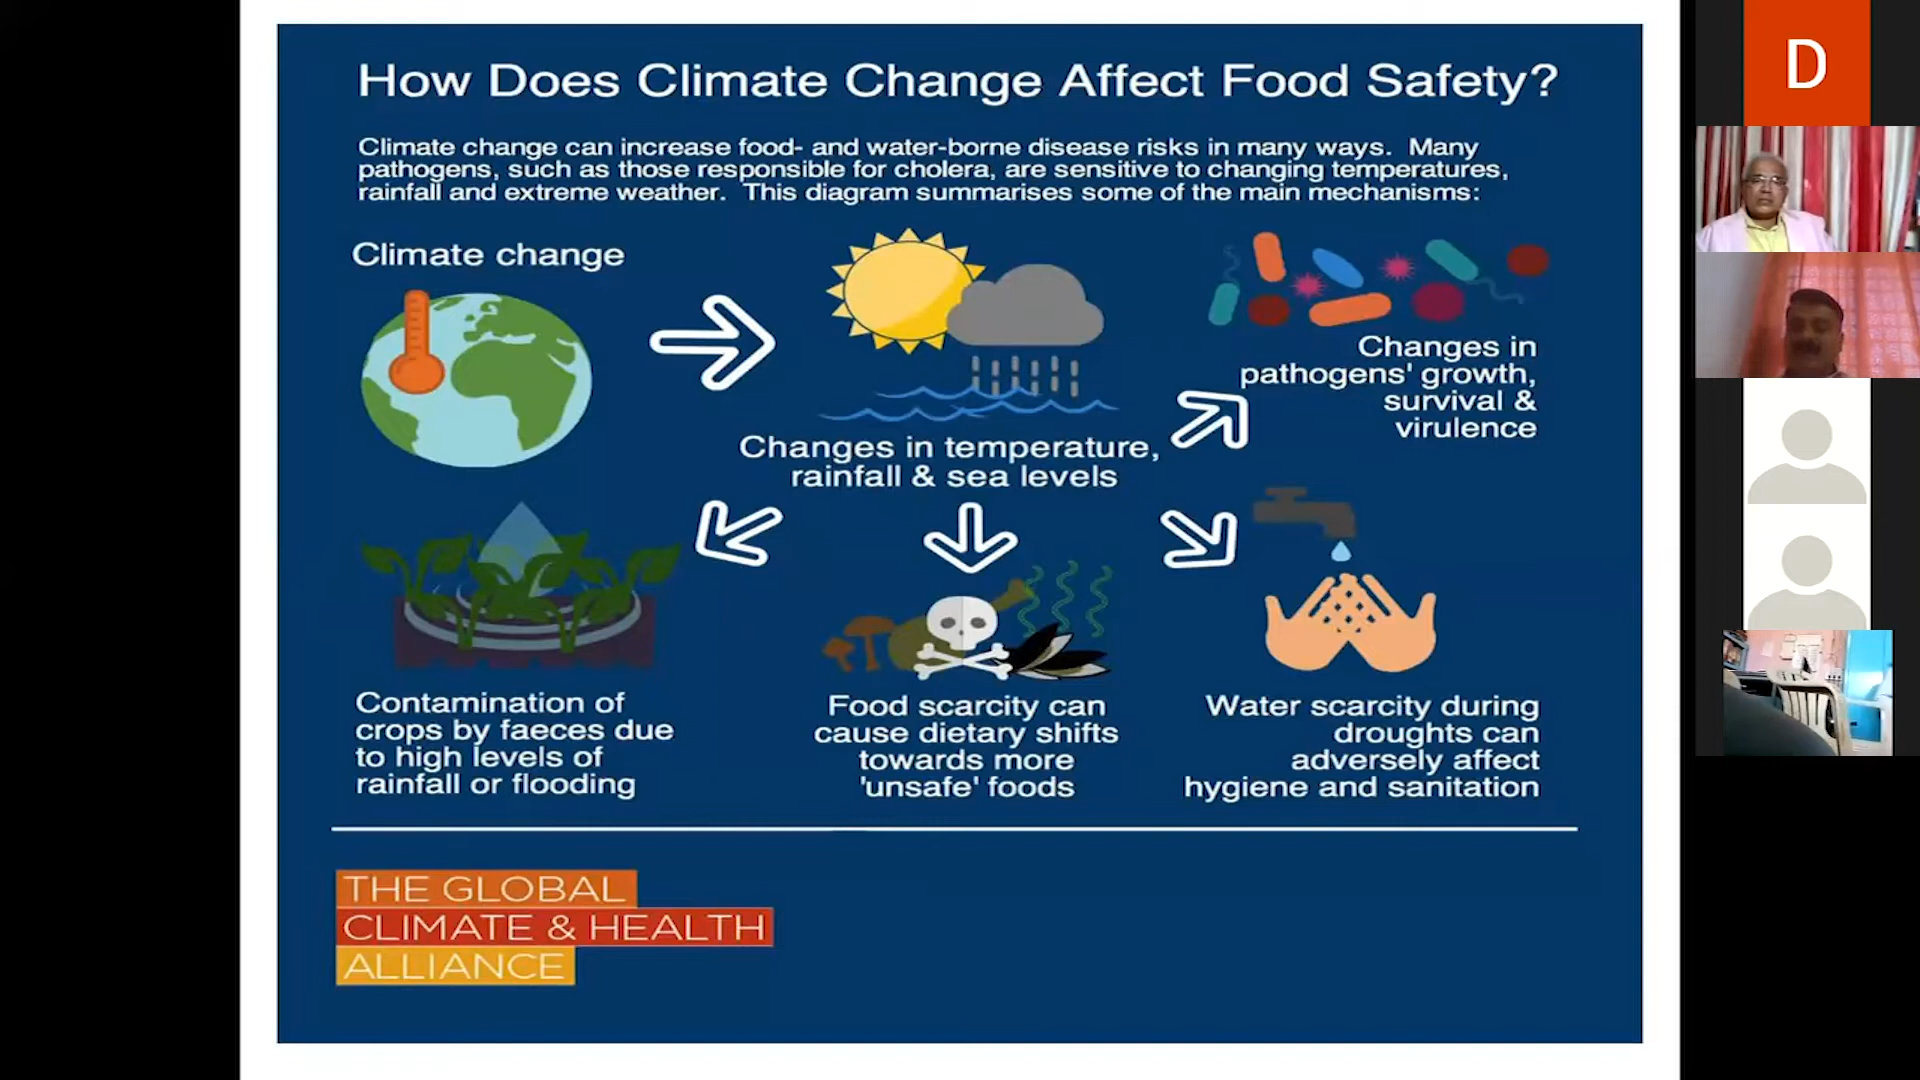 How Does Climate Change Affect Food Safety?
Climate change can increase food- and water-borne disease risks in many ways.  Many
pathogens, such as those responsible for cholera, are sensitive to changing temperatures,
rainfall and extreme weather.  This diagram summarises some of the main mechanisms:
Climate change
Changes in temperature,
rainfall & sea levels
Changes in
pathogens' growth,
survival &
virulence
Contamination of
crops by faeces due
to high levels of
rainfall or flooding
Food scarcity can
cause dietary shifts
towards more
'unsafe' foods
Water scarcity during
droughts can
adversely affect
hygiene and sanitation
THE GLOBAL
CLIMATE & HEALTH
ALLIANCE
D